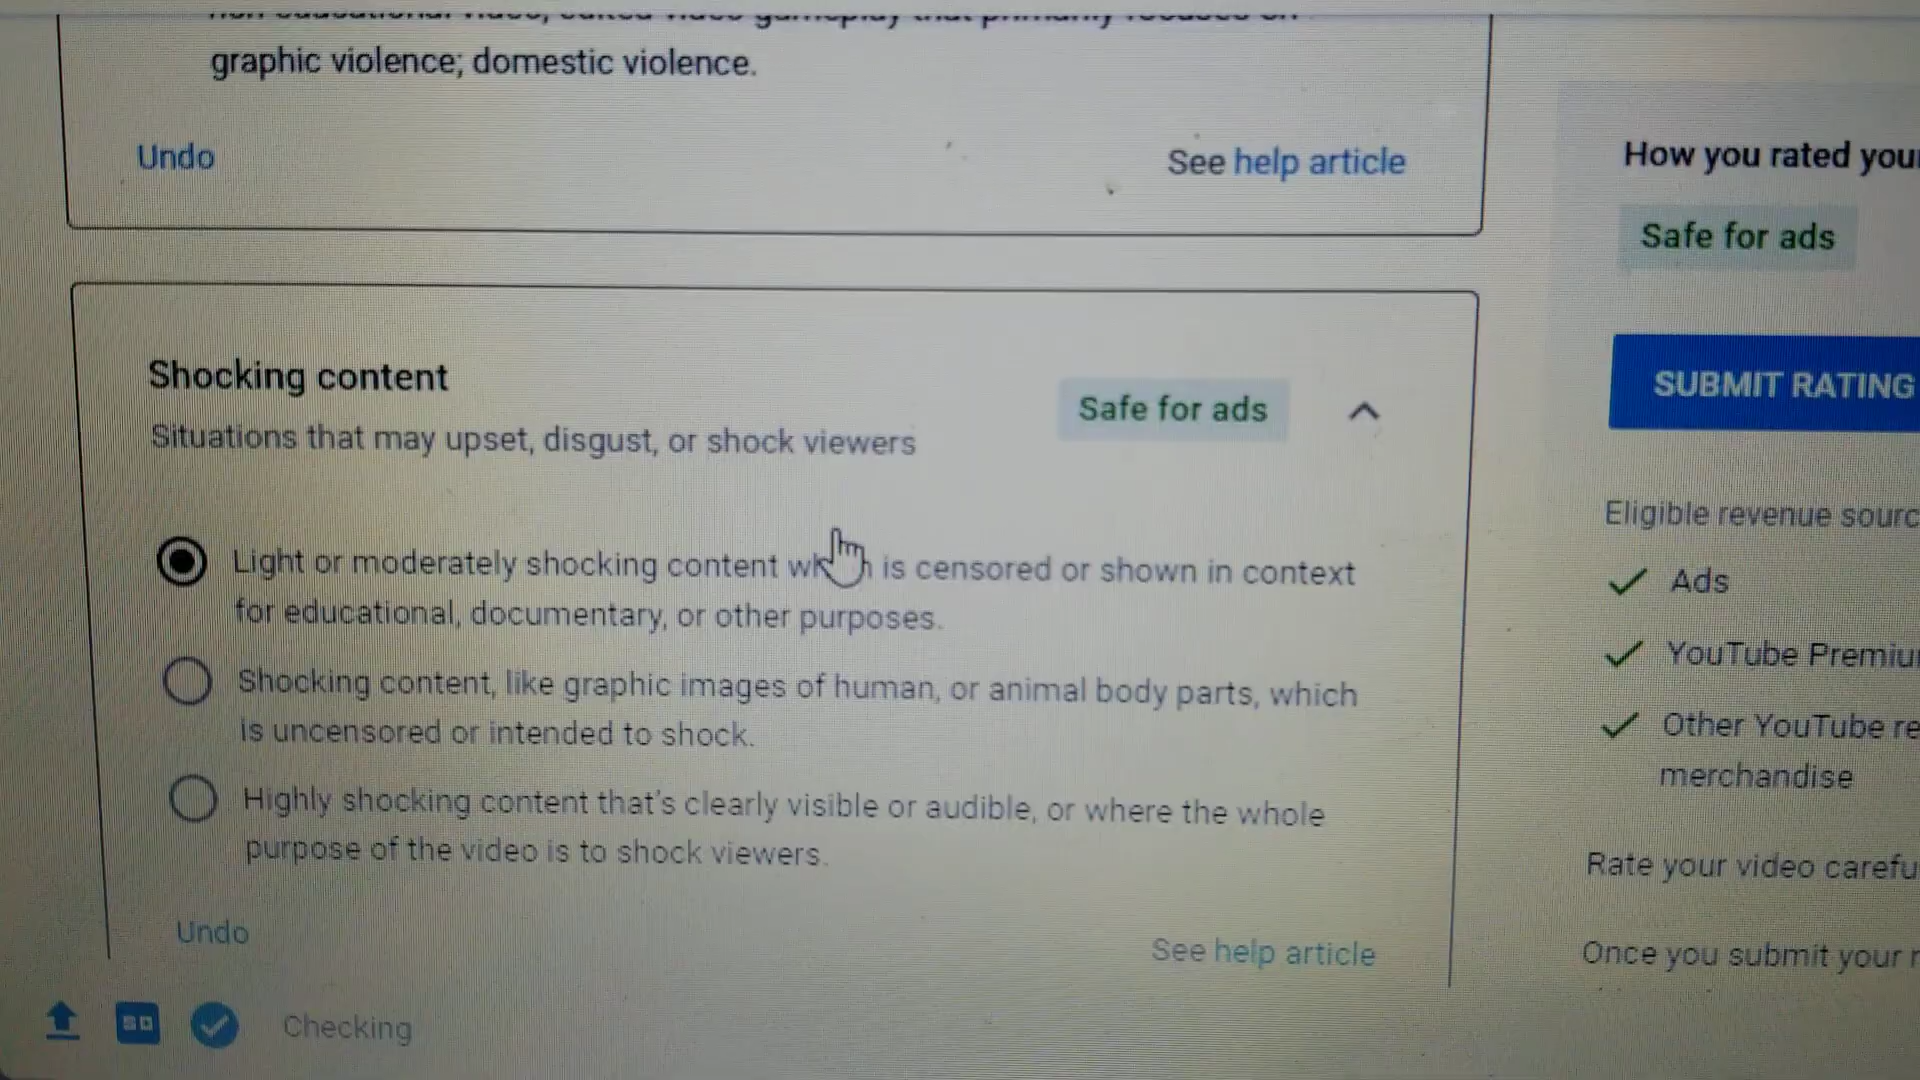 graphic violence; domestic violence.
Undo
See help article
Shocking content
Situations that may upset, disgust, or shock viewers
Safe for ads
Light or moderately shocking content is censored or shown in context
for educational, documentary, or other purposes.
Shocking content, like graphic images of human, or animal body parts, which
is uncensored or intended to shock.
Highly shocking content that's clearly visible or audible, or where the whole
purpose of the video is to shock viewers.
Undo
See help article
Checking
How you rated your
Safe for ads
SUBMIT RATING
Eligible revenue sourc
Ads
YouTube Premiu
Other YouTube re
merchandise
Rate your video carefu
Once you submit your